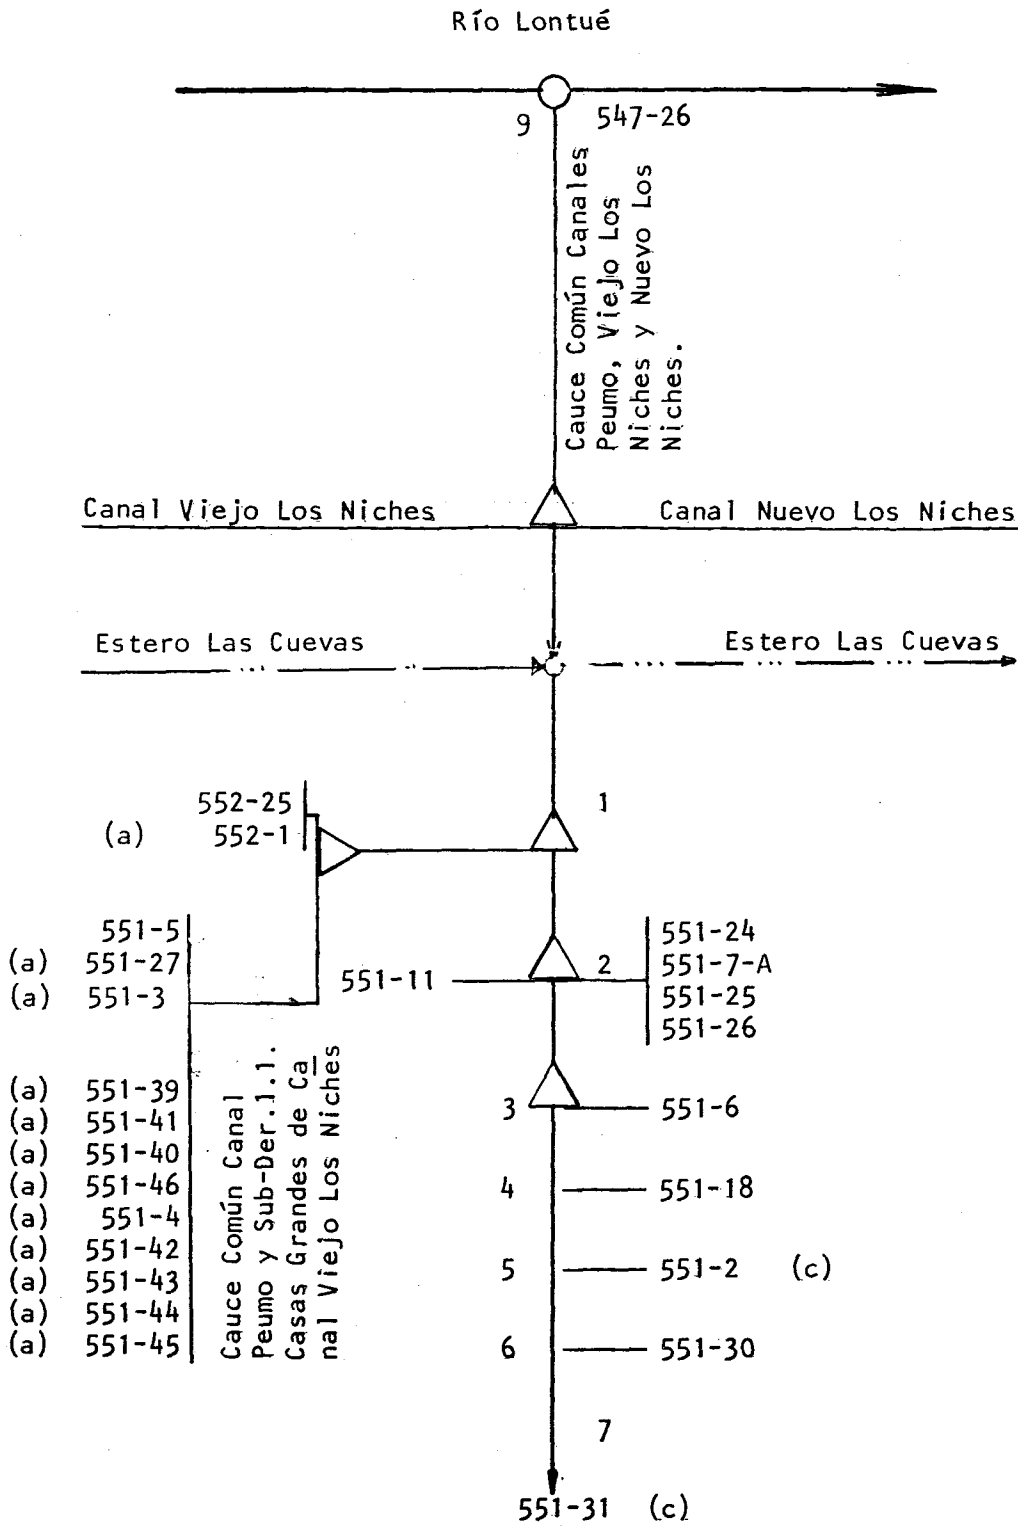 Río Lontué
9
547-26
Cauce Común Canales
Peumo, Viejo Los
Niches y Nuevo Los
Niches.
Canal Viejo Los Niches
Canal Nuevo Los Niches
Estero Las Cuevas
Estero Las Cuevas
552-25
1
(a) 552-1
551-5
(a) 551-27
(a) 551-3
551-11
2
551-24
551-7-A
551-25
551-26
(a) 551-39
(a) 551-41
(a) 551-40
(a) 551-46
(a) 551-4
(a) 551-42
(a) 551-43
(a) 551-44
(a) 551-45
Cauce Común Canal
Peumo y Sub-Der.1.1.
Casas Grandes de Ca
nal Viejo Los Niches
3
551-6
4
551-18
5
551-2 (c)
6
551-30
7
551-31 (c)